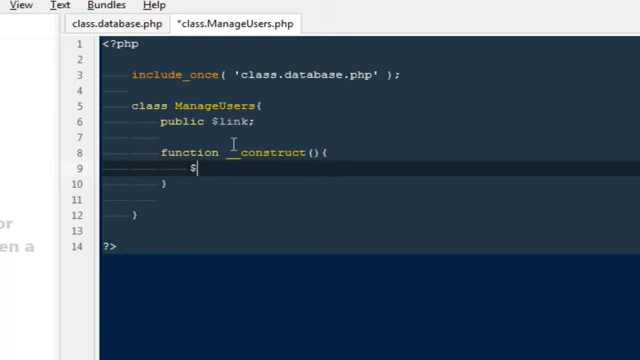 View Text Bundles Help
class.database.php *class.ManageUsers.php
1 <?php
2
3 include_once( 'class.database.php' );
4
5 class ManageUsers{
6 public $link;
7
8 function __construct(){
9 $
10 }
11
12 }
13
14 ?>
or
en a